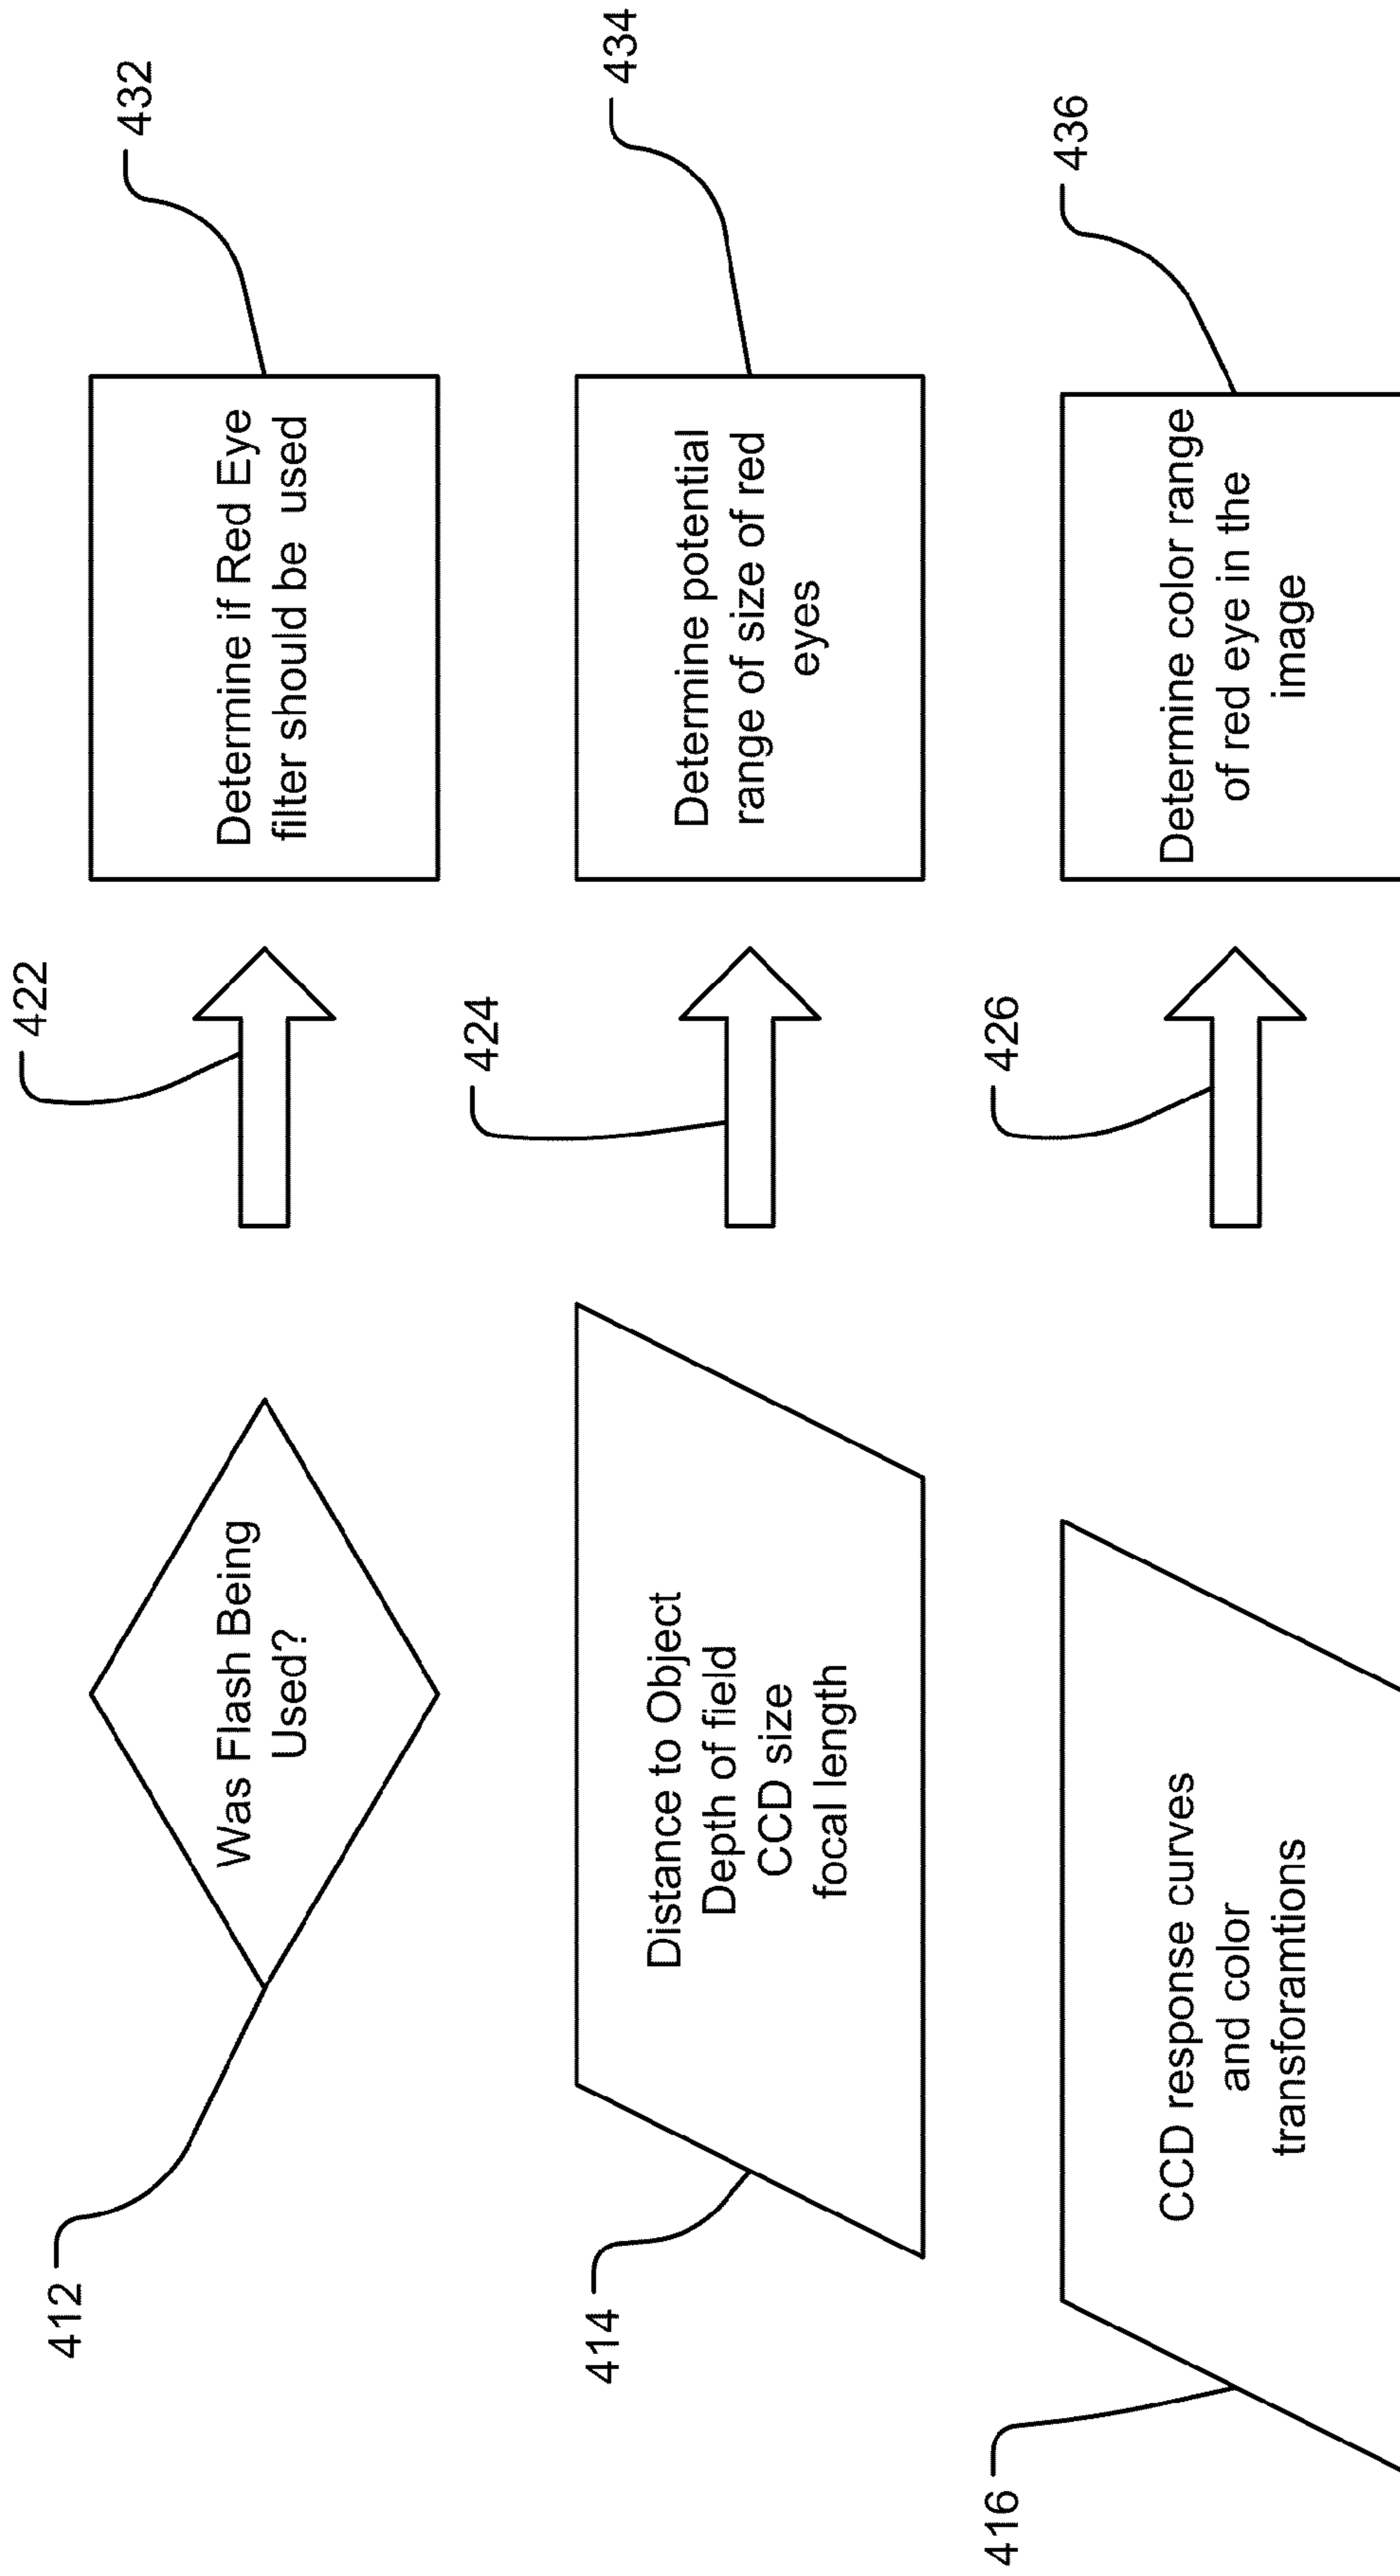 412
Was Flash Being
Used?
422
Determine if Red Eye
filter should be used
432
414
Distance to Object
Depth of field
CCD size
focal length
424
Determine potential
range of size of red
eyes
434
416
CCD response curves
and color
transforamtions
426
Determine color range
of red eye in the
image
436